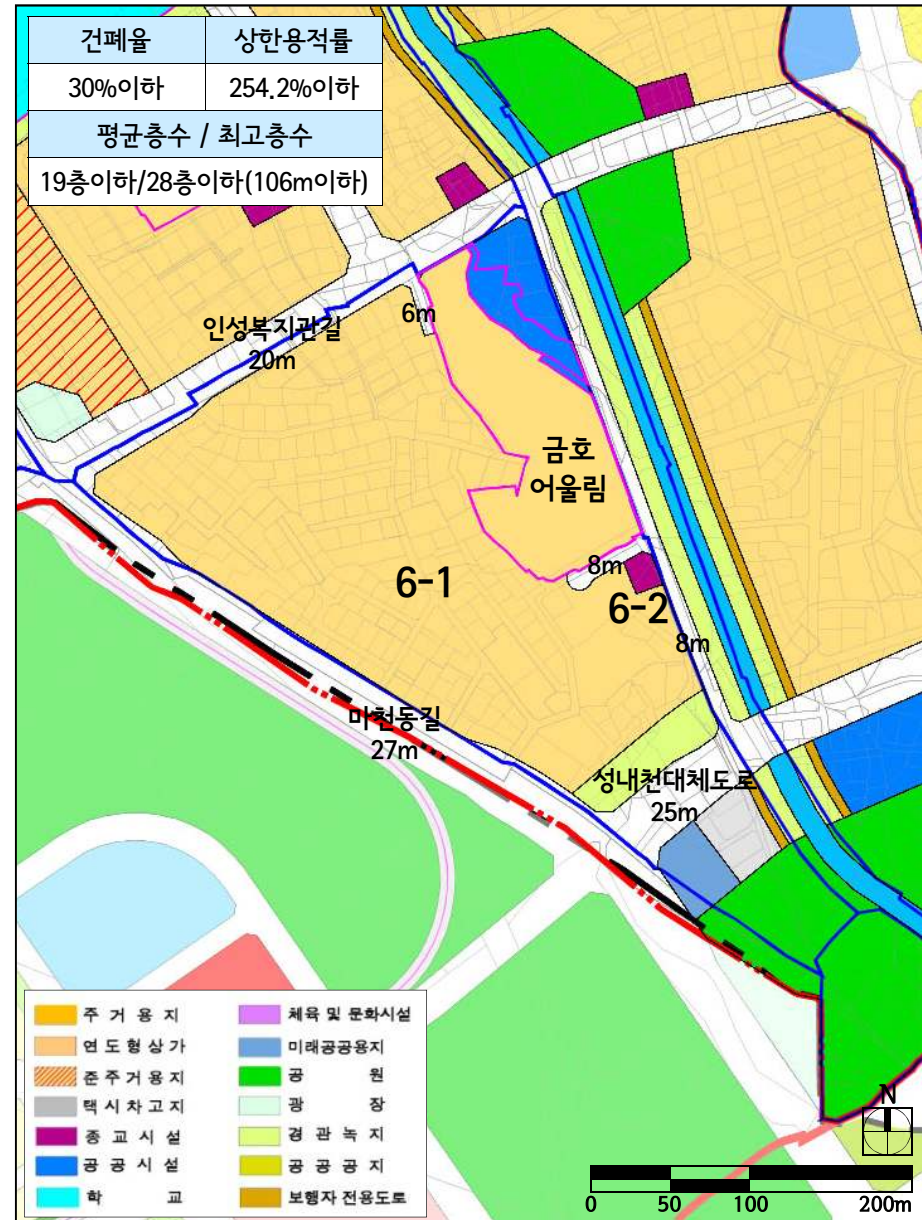 건폐율 상한용적률
30%이하 254.2%이하
평균층수 / 최고층수
19층이하/28층이하(106m이하)
6m
인성복지관길
20m
금호
어울림
6-1
8m
6-2
8m
마천동길
27m
성내천대체도로
25m
주 거 용 지 체육 및 문화시설
연 도 형 상 가 미래공공용지
준 주 거 용 지 공 원
택 시 차 고 지 광 장
종 교 시 설 경 관 녹 지
공 공 시 설 공 공 공 지
학 교 보행자 전용도로
N
0 50 100 200m